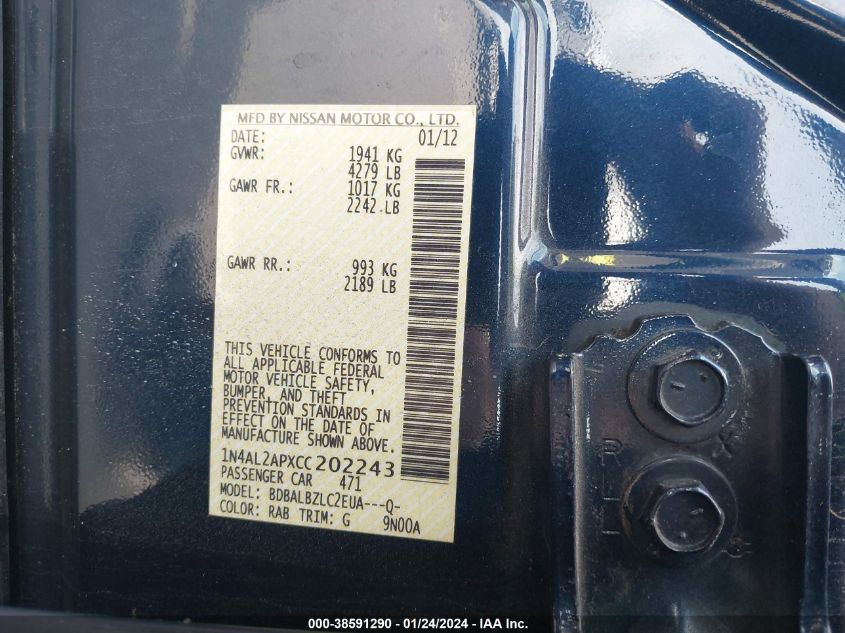 MFD BY NISSAN MOTOR CO., LTD.
DATE: 01/12
GVWR: 1941 KG
4279 LB
GAWR FR.: 1017 KG
2242 LB
GAWR RR.: 993 KG
2189 LB
THIS VEHICLE CONFORMS TO
ALL APPLICABLE FEDERAL
MOTOR VEHICLE SAFETY,
BUMPER, AND THEFT
PREVENTION STANDARDS IN
EFFECT ON THE DATE OF
MANUFACTURE SHOWN ABOVE.
1N4AL2APXCC202243
PASSENGER CAR 471
MODEL: BDBALBZLC2EUA---Q-
COLOR: RAB TRIM: G 9N00A
000-38591290 - 01/24/2024 - IAA Inc.